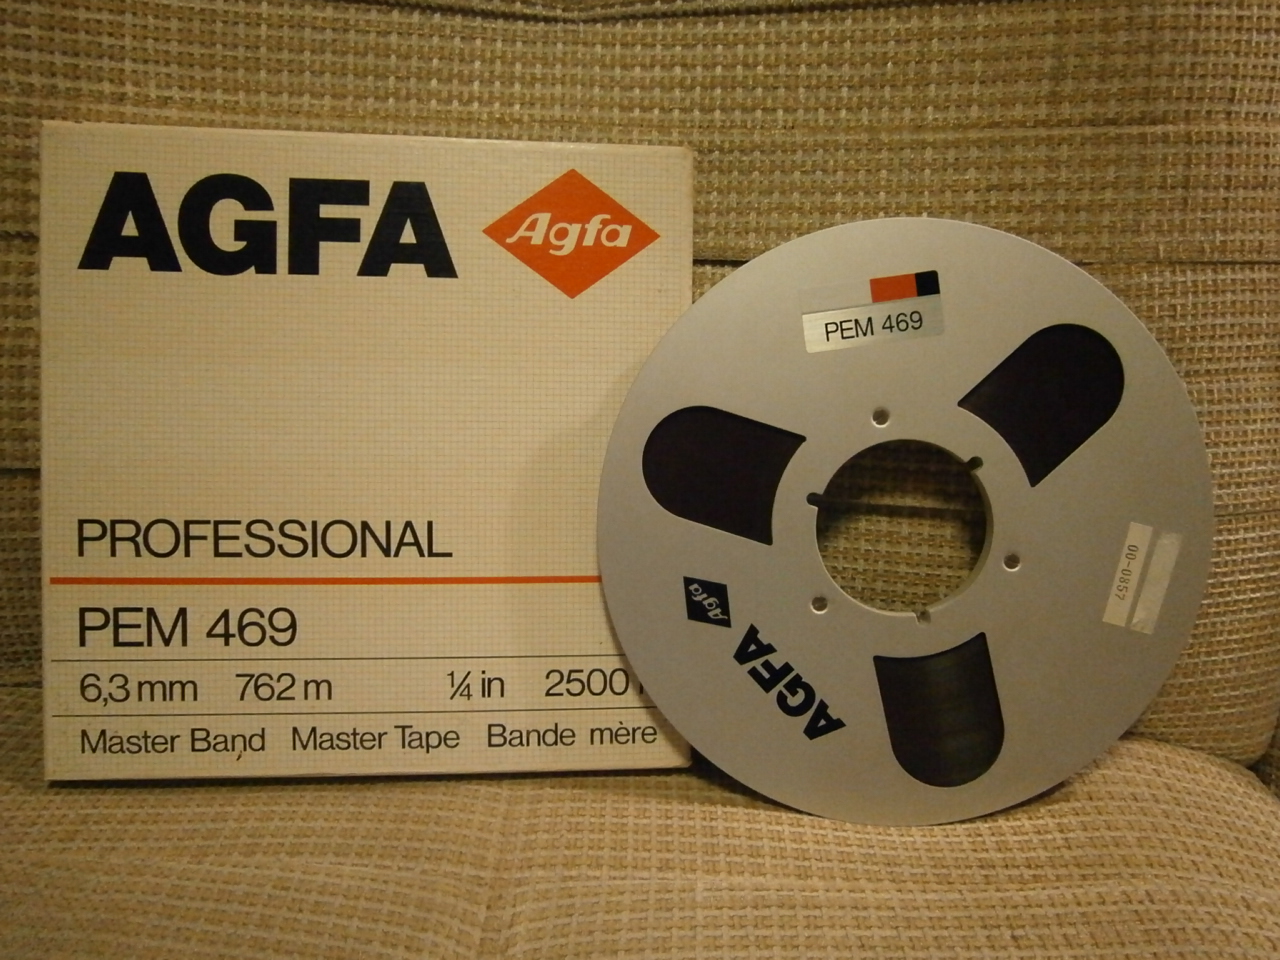 AGFA Agfa
PROFESSIONAL
PEM 469
6,3 mm 762 m ¼ in 2500
Master Band Master Tape Bande mère
PEM 469
00-0857
Agfa
AGFA